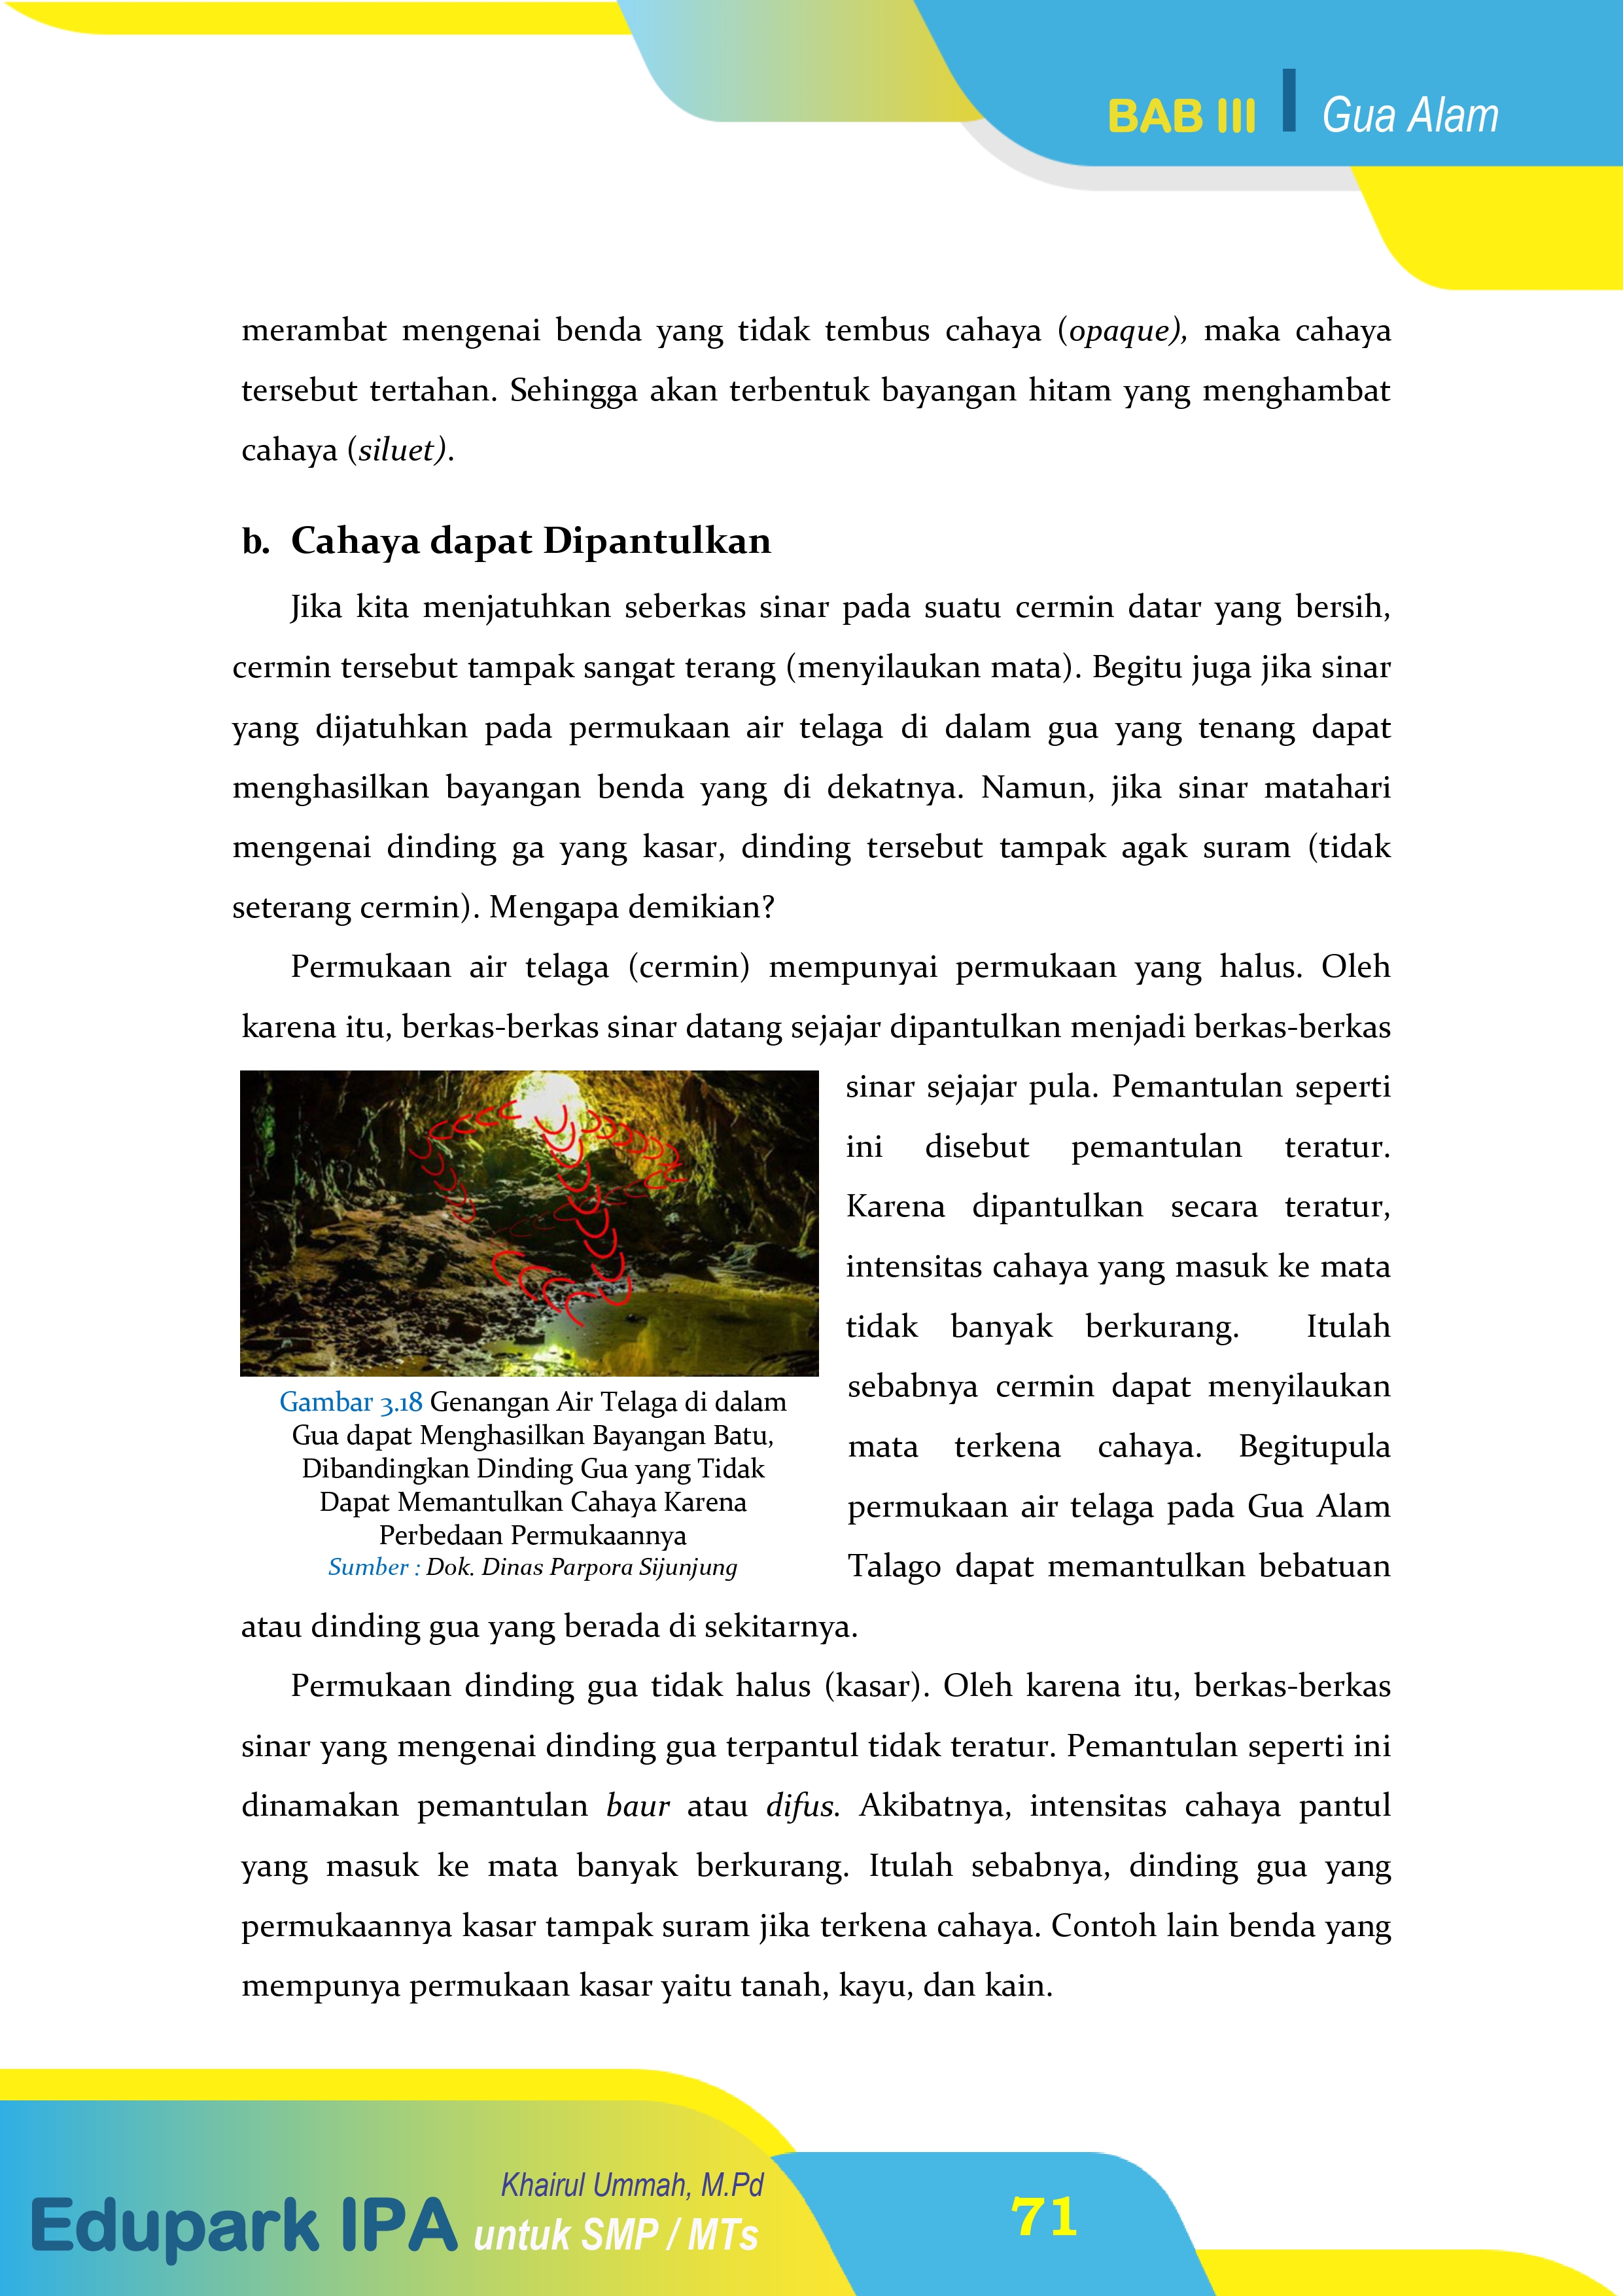 BAB III Gua Alam
merambat mengenai benda yang tidak tembus cahaya (opaque), maka cahaya
tersebut tertahan. Sehingga akan terbentuk bayangan hitam yang menghambat
cahaya (siluet).
b. Cahaya dapat Dipantulkan
Jika kita menjatuhkan seberkas sinar pada suatu cermin datar yang bersih,
cermin tersebut tampak sangat terang (menyilaukan mata). Begitu juga jika sinar
yang dijatuhkan pada permukaan air telaga di dalam gua yang tenang dapat
menghasilkan bayangan benda yang di dekatnya. Namun, jika sinar matahari
mengenai dinding ga yang kasar, dinding tersebut tampak agak suram (tidak
seterang cermin). Mengapa demikian?
Permukaan air telaga (cermin) mempunyai permukaan yang halus. Oleh
karena itu, berkas-berkas sinar datang sejajar dipantulkan menjadi berkas-berkas
sinar sejajar pula. Pemantulan seperti
ini disebut pemantulan teratur.
Karena dipantulkan secara teratur,
intensitas cahaya yang masuk ke mata
tidak banyak berkurang. Itulah
sebabnya cermin dapat menyilaukan
mata terkena cahaya. Begitupula
permukaan air telaga pada Gua Alam
Talago dapat memantulkan bebatuan
atau dinding gua yang berada di sekitarnya.
Gambar 3.18 Genangan Air Telaga di dalam
Gua dapat Menghasilkan Bayangan Batu,
Dibandingkan Dinding Gua yang Tidak
Dapat Memantulkan Cahaya Karena
Perbedaan Permukaannya
Sumber : Dok. Dinas Parpora Sijunjung
Permukaan dinding gua tidak halus (kasar). Oleh karena itu, berkas-berkas
sinar yang mengenai dinding gua terpantul tidak teratur. Pemantulan seperti ini
dinamakan pemantulan baur atau difus. Akibatnya, intensitas cahaya pantul
yang masuk ke mata banyak berkurang. Itulah sebabnya, dinding gua yang
permukaannya kasar tampak suram jika terkena cahaya. Contoh lain benda yang
mempunya permukaan kasar yaitu tanah, kayu, dan kain.
Khairul Ummah, M.Pd
Edupark IPA untuk SMP / MTs
71